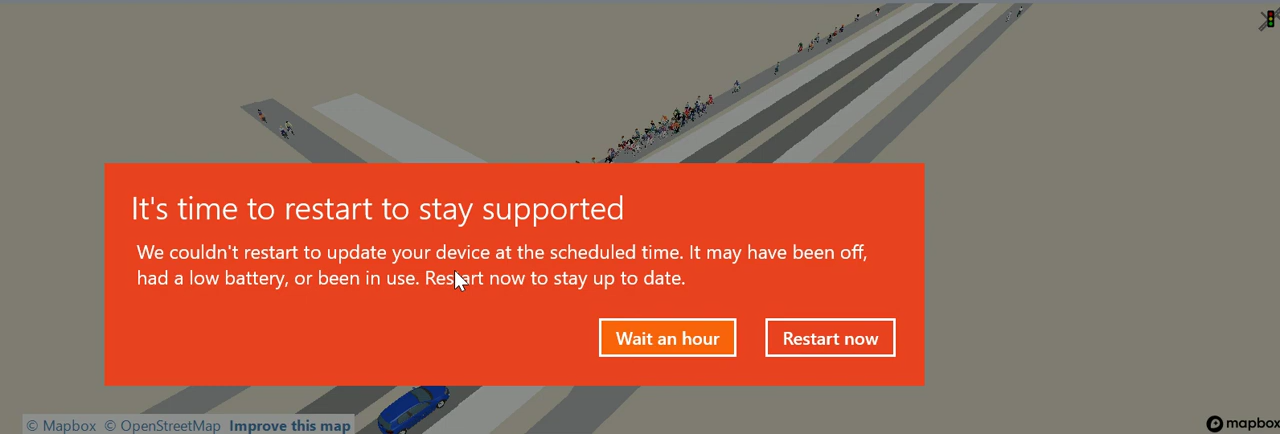 It's time to restart to stay supported
We couldn't restart to update your device at the scheduled time. It may have been off,
had a low battery, or been in use. Restart now to stay up to date.
Wait an hour
Restart now
© Mapbox © OpenStreetMap Improve this map
mapbox